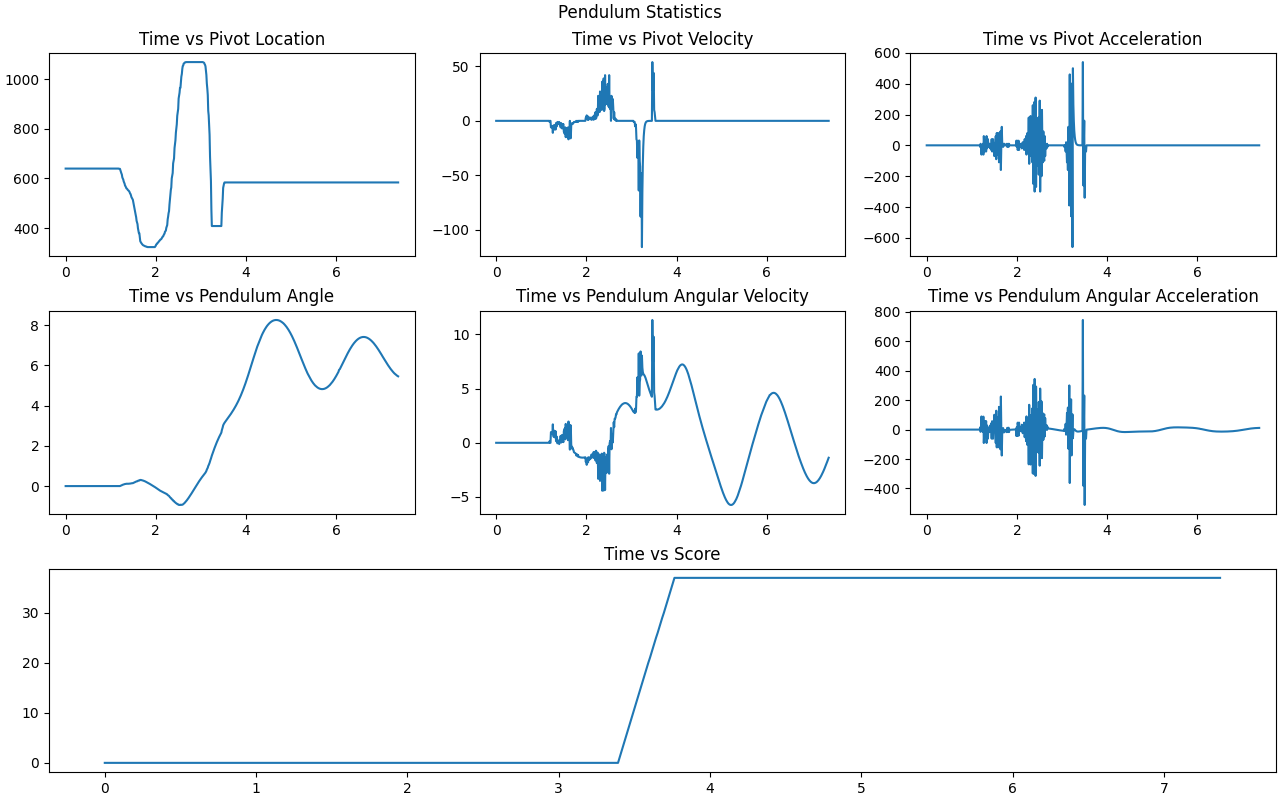 Pendulum Statistics
Time vs Pivot Location
1000
800
600
400
0 2 4 6
Time vs Pivot Velocity
50
0
−50
−100
0 2 4 6
Time vs Pivot Acceleration
600
400
200
0
−200
−400
−600
0 2 4 6
Time vs Pendulum Angle
8
6
4
2
0
0 2 4 6
Time vs Pendulum Angular Velocity
10
5
0
−5
0 2 4 6
Time vs Pendulum Angular Acceleration
800
600
400
200
0
−200
−400
0 2 4 6
Time vs Score
30
20
10
0
0 1 2 3 4 5 6 7